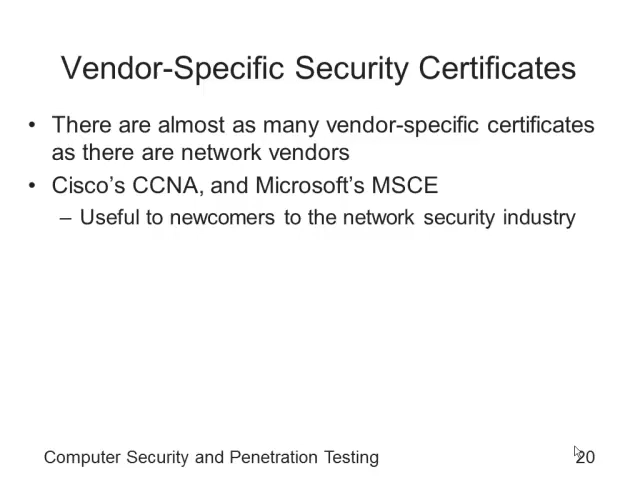 Vendor-Specific Security Certificates
• There are almost as many vendor-specific certificates
as there are network vendors
• Cisco's CCNA, and Microsoft's MSCE
– Useful to newcomers to the network security industry
Computer Security and Penetration Testing
20